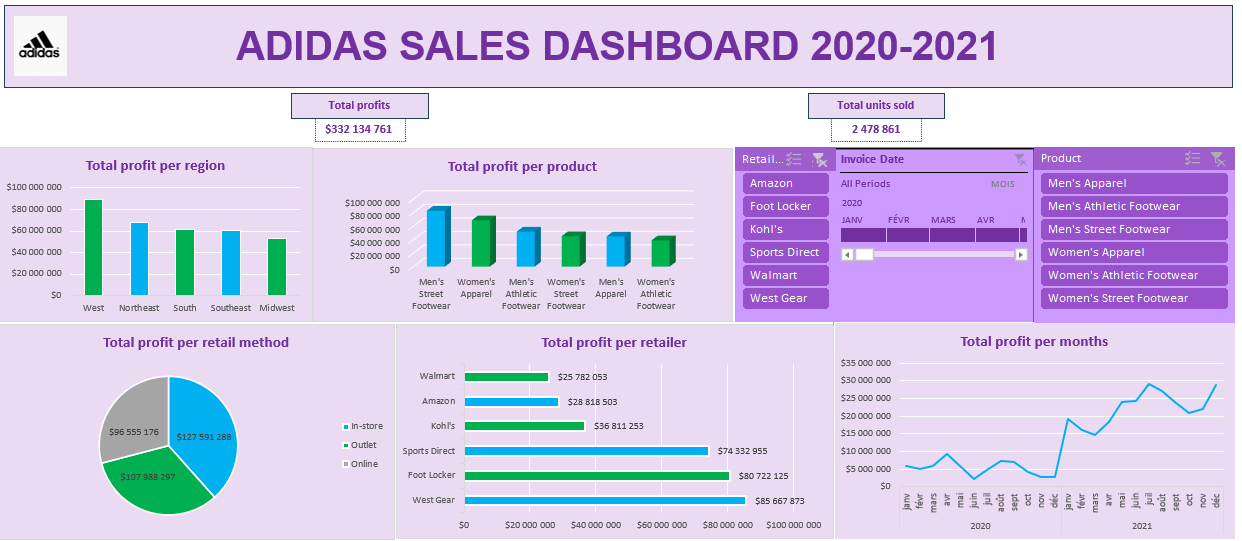 adidas
ADIDAS SALES DASHBOARD 2020-2021
Total profits
$332 134 761
Total units sold
2 478 861
Total profit per region
$100 000 000
$80 000 000
$60 000 000
$40 000 000
$20 000 000
$0
West Northeast South Southeast Midwest
Total profit per product
$100 000 000
$80 000 000
$60 000 000
$40 000 000
$20 000 000
$0
Men's Street Footwear
Women's Apparel
Men's Athletic Footwear
Women's Street Footwear
Men's Apparel
Women's Athletic Footwear
Retail...
Amazon
Foot Locker
Kohl's
Sports Direct
Walmart
West Gear
Invoice Date
All Periods MOIS
2020
JANV FÉVR MARS AVR
Product
Men's Apparel
Men's Athletic Footwear
Men's Street Footwear
Women's Apparel
Women's Athletic Footwear
Women's Street Footwear
Total profit per retail method
$96 555 176
$127 591 288
$107 988 297
In-store
Outlet
Online
Total profit per retailer
Walmart $25 782 053
Amazon $28 818 503
Kohl's $36 811 253
Sports Direct $74 332 955
Foot Locker $80 722 125
West Gear $85 667 873
$0 $20 000 000 $40 000 000 $60 000 000 $80 000 000 $100 000 000
Total profit per months
$35 000 000
$30 000 000
$25 000 000
$20 000 000
$15 000 000
$10 000 000
$5 000 000
$0
janv févr mars avr mai juin juil août sept oct nov déc janv févr mars avr mai juin juil août sept oct nov déc
2020 2021